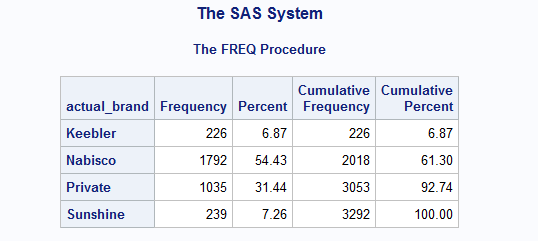 The SAS System
The FREQ Procedure
actual_brand Frequency Percent Cumulative Frequency Cumulative Percent
Keebler 226 6.87 226 6.87
Nabisco 1792 54.43 2018 61.30
Private 1035 31.44 3053 92.74
Sunshine 239 7.26 3292 100.00